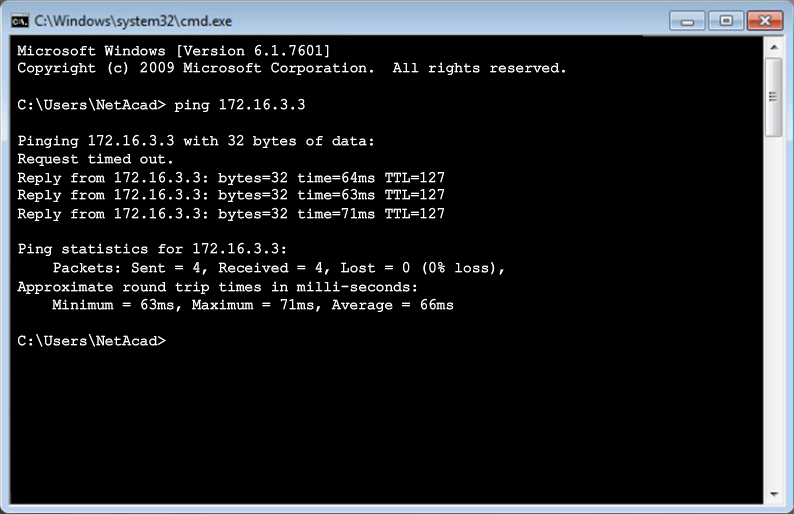 C:\Windows\system32\cmd.exe
Microsoft Windows [Version 6.1.7601]
Copyright (c) 2009 Microsoft Corporation.  All rights reserved.
C:\Users\NetAcad> ping 172.16.3.3
Pinging 172.16.3.3 with 32 bytes of data:
Request timed out.
Reply from 172.16.3.3: bytes=32 time=64ms TTL=127
Reply from 172.16.3.3: bytes=32 time=63ms TTL=127
Reply from 172.16.3.3: bytes=32 time=71ms TTL=127
Ping statistics for 172.16.3.3:
    Packets: Sent = 4, Received = 4, Lost = 0 (0% loss),
Approximate round trip times in milli-seconds:
    Minimum = 63ms, Maximum = 71ms, Average = 66ms
C:\Users\NetAcad>